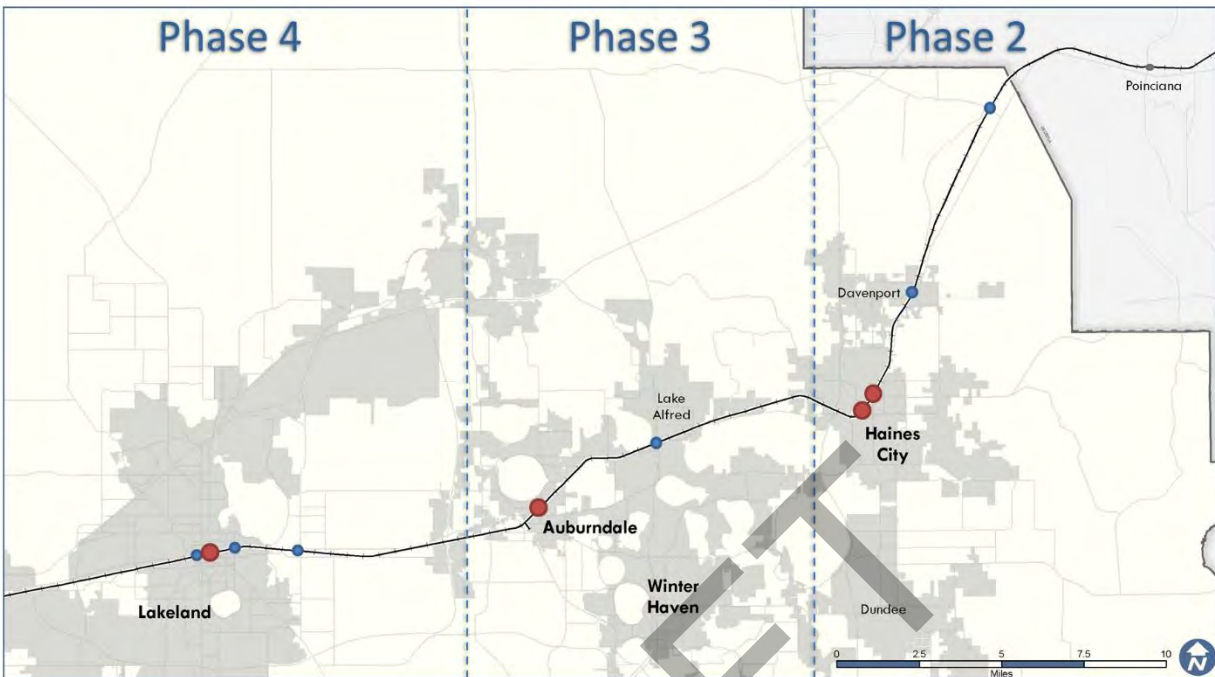 Phase 4
Phase 3
Phase 2
Poinciana
Davenport
Lake
Alfred
Haines
City
Auburndale
Winter
Haven
Lakeland
Dundee
0 2.5 5 7.5 10
Miles
N